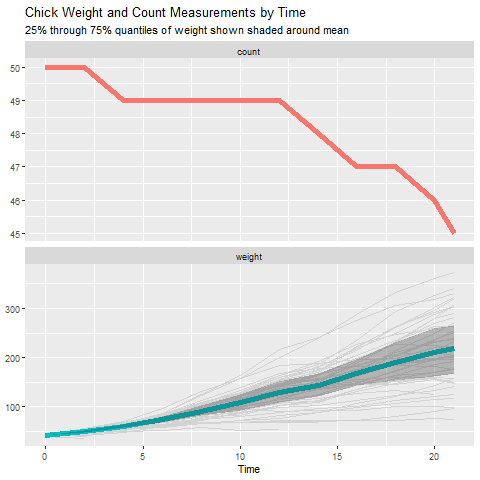 Chick Weight and Count Measurements by Time
25% through 75% quantiles of weight shown shaded around mean
count
50
49
48
47
46
45
weight
300
200
100
0 5 10 15 20
Time